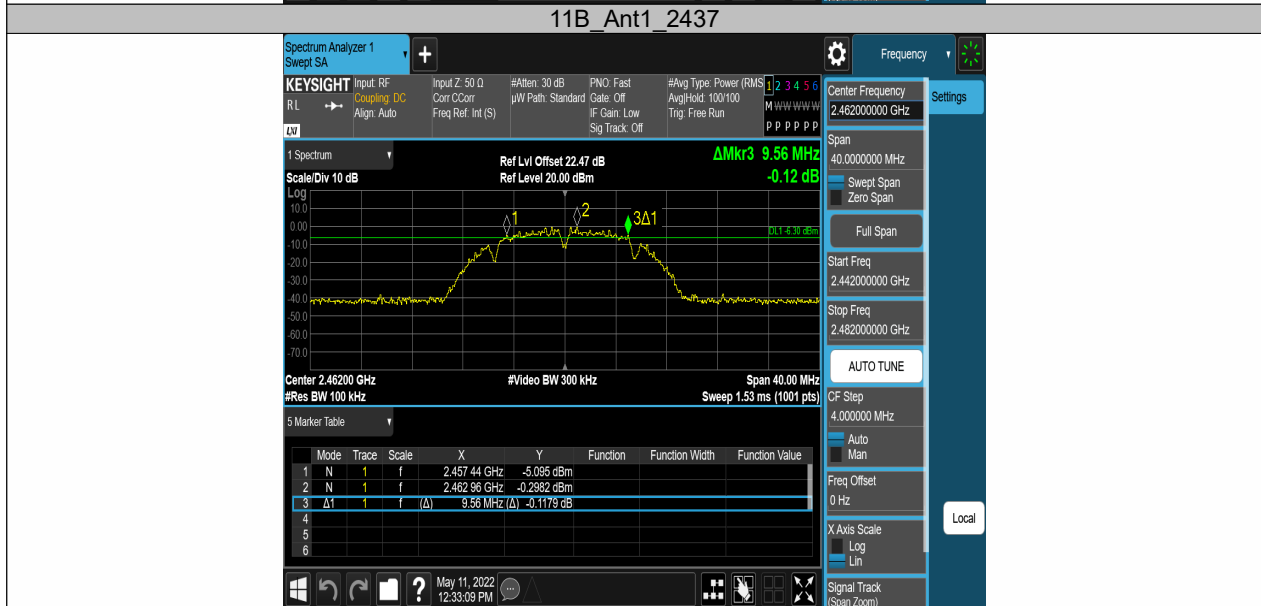 11B_Ant1_2437
Spectrum Analyzer 1
Swept SA
+
Frequency
KEYSIGHT
RL
LXI
Input: RF
Coupling: DC
Align: Auto
Input Z: 50 Ω
Corr CCorr
Freq Ref: Int (S)
#Atten: 30 dB
µW Path: Standard
PNO: Fast
Gate: Off
IF Gain: Low
Sig Track: Off
#Avg Type: Power (RMS
Avg|Hold: 100/100
Trig: Free Run
1 2 3 4 5 6
M W W W W W
P P P P P P
1 Spectrum
Scale/Div 10 dB
Ref Lvl Offset 22.47 dB
Ref Level 20.00 dBm
ΔMkr3 9.56 MHz
-0.12 dB
Log
10.0
0.00
-10.0
-20.0
-30.0
-40.0
-50.0
-60.0
-70.0
1
2
3Δ1
DL1 -6.30 dBm
Center 2.46200 GHz
#Video BW 300 kHz
Span 40.00 MHz
#Res BW 100 kHz
Sweep 1.53 ms (1001 pts)
5 Marker Table
Mode Trace Scale X Y Function Function Width Function Value
1 N 1 f 2.457 44 GHz -5.095 dBm
2 N 1 f 2.462 96 GHz -0.2982 dBm
3 Δ1 1 f (Δ) 9.56 MHz (Δ) -0.1179 dB
4
5
6
May 11, 2022
12:33:09 PM
?
Center Frequency
2.462000000 GHz
Settings
Span
40.0000000 MHz
Swept Span
Zero Span
Full Span
Start Freq
2.442000000 GHz
Stop Freq
2.482000000 GHz
AUTO TUNE
CF Step
4.000000 MHz
Auto
Man
Freq Offset
0 Hz
X Axis Scale
Log
Lin
Local
Signal Track
(Span Zoom)